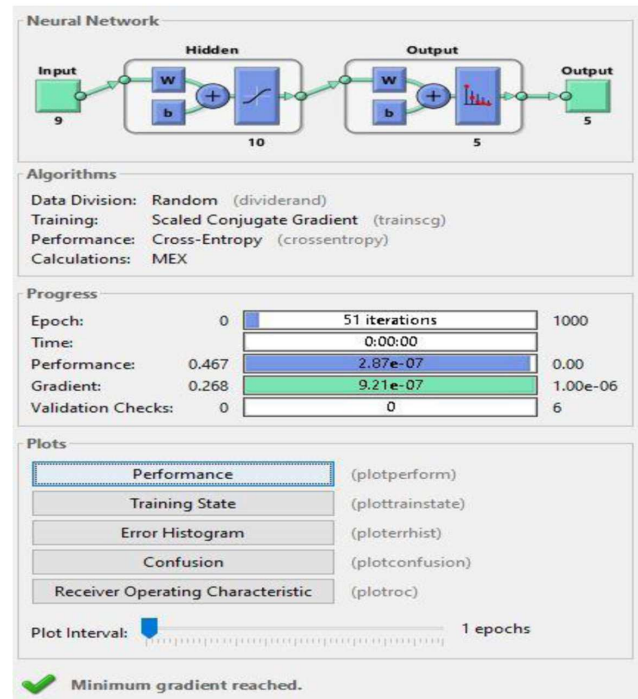 Neural Network
Hidden
Output
Input
W
b
+
W
b
+
Output
9
10
5
5
Algorithms
Data Division: Random (dividerand)
Training: Scaled Conjugate Gradient (trainscg)
Performance: Cross-Entropy (crossentropy)
Calculations: MEX
Progress
Epoch: 0 51 iterations 1000
Time: 0:00:00
Performance: 0.467 2.87e-07 0.00
Gradient: 0.268 9.21e-07 1.00e-06
Validation Checks: 0 0 6
Plots
Performance (plotperform)
Training State (plottrainstate)
Error Histogram (ploterrhist)
Confusion (plotconfusion)
Receiver Operating Characteristic (plotroc)
Plot Interval: 1 epochs
Minimum gradient reached.